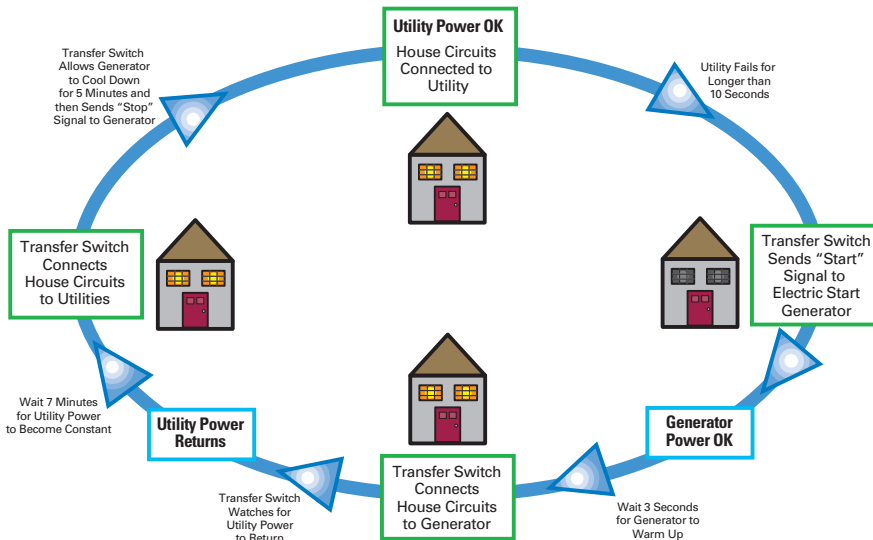 Utility Power OK
House Circuits
Connected to
Utility
Utility Fails for
Longer than
10 Seconds
Transfer Switch
Sends “Start”
Signal to
Electric Start
Generator
Generator
Power OK
Wait 3 Seconds
for Generator to
Warm Up
Transfer Switch
Connects
House Circuits
to Generator
Transfer Switch
Watches for
Utility Power
to Return
Utility Power
Returns
Wait 7 Minutes
for Utility Power
to Become Constant
Transfer Switch
Connects
House Circuits
to Utilities
Transfer Switch
Allows Generator
to Cool Down
for 5 Minutes and
then Sends “Stop”
Signal to Generator